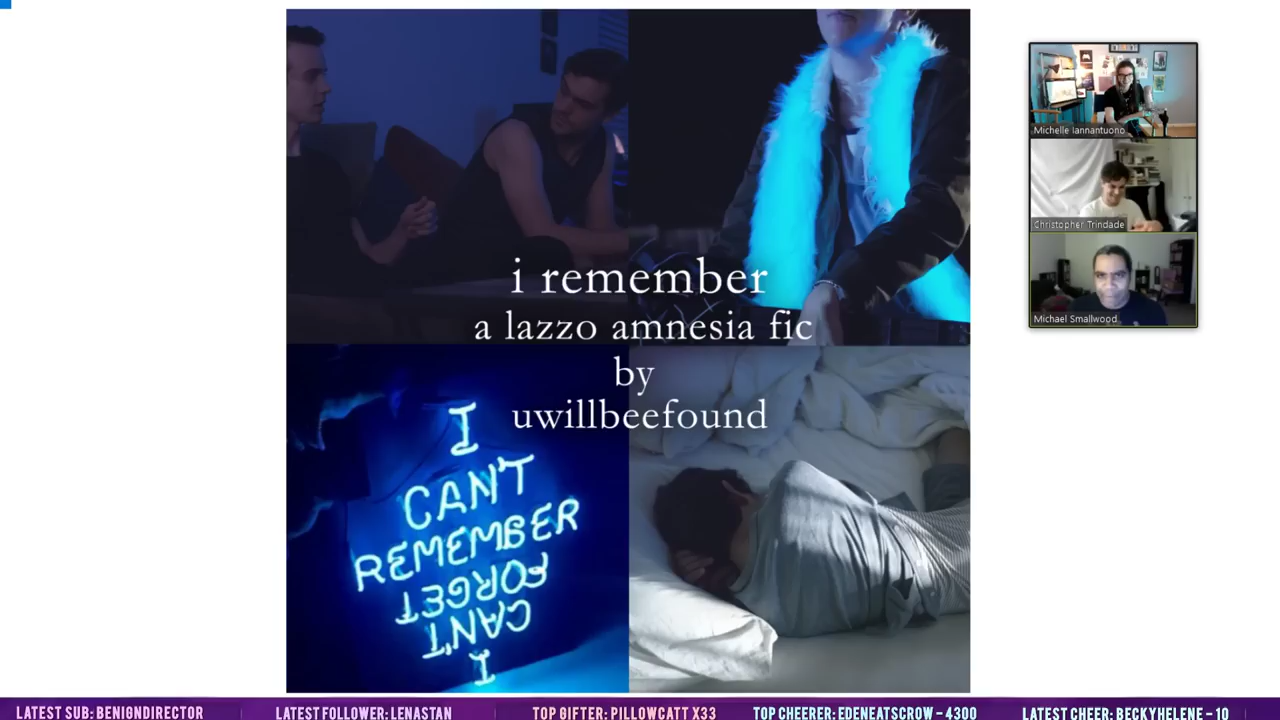 i remember
a lazzo amnesia fic
by
uwillbeefound
I
CAN'T
REMEMBER
FORGET
CAN'T
I
Michelle Iannantuono
Christopher Trindade
Michael Smallwood
LATEST SUB: BENIGNDIRECTOR
LATEST FOLLOWER: LENASTAN
TOP GIFTER: PILLOWCATT X33
TOP CHEERER: EDENEATSCROW - 4300
LATEST CHEER: BECKYHELENE - 10